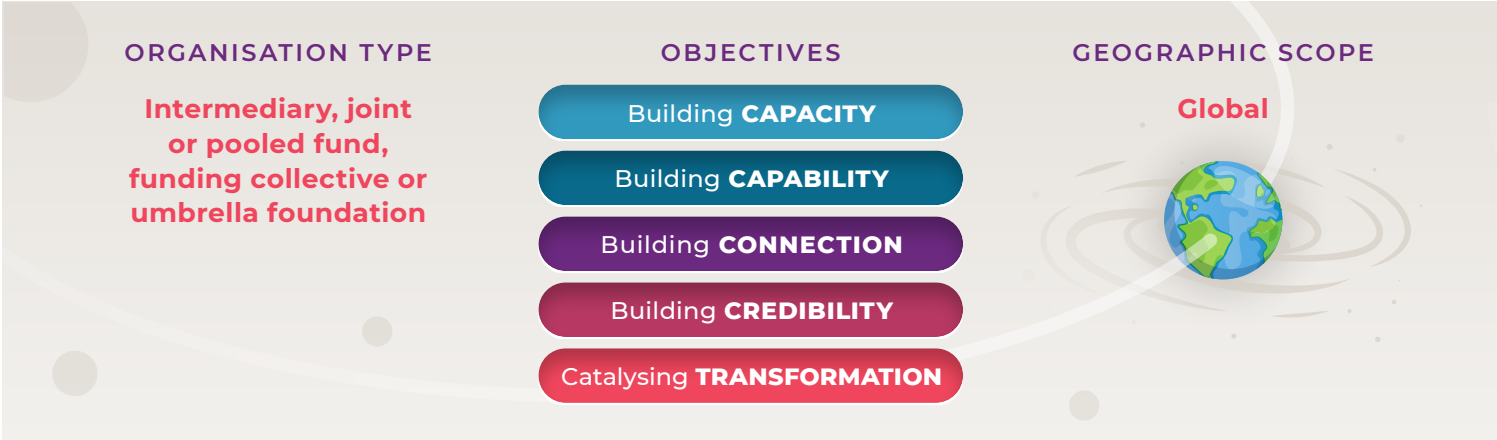 ORGANISATION TYPE
Intermediary, joint
or pooled fund,
funding collective or
umbrella foundation
OBJECTIVES
Building CAPACITY
Building CAPABILITY
Building CONNECTION
Building CREDIBILITY
Catalysing TRANSFORMATION
GEOGRAPHIC SCOPE
Global